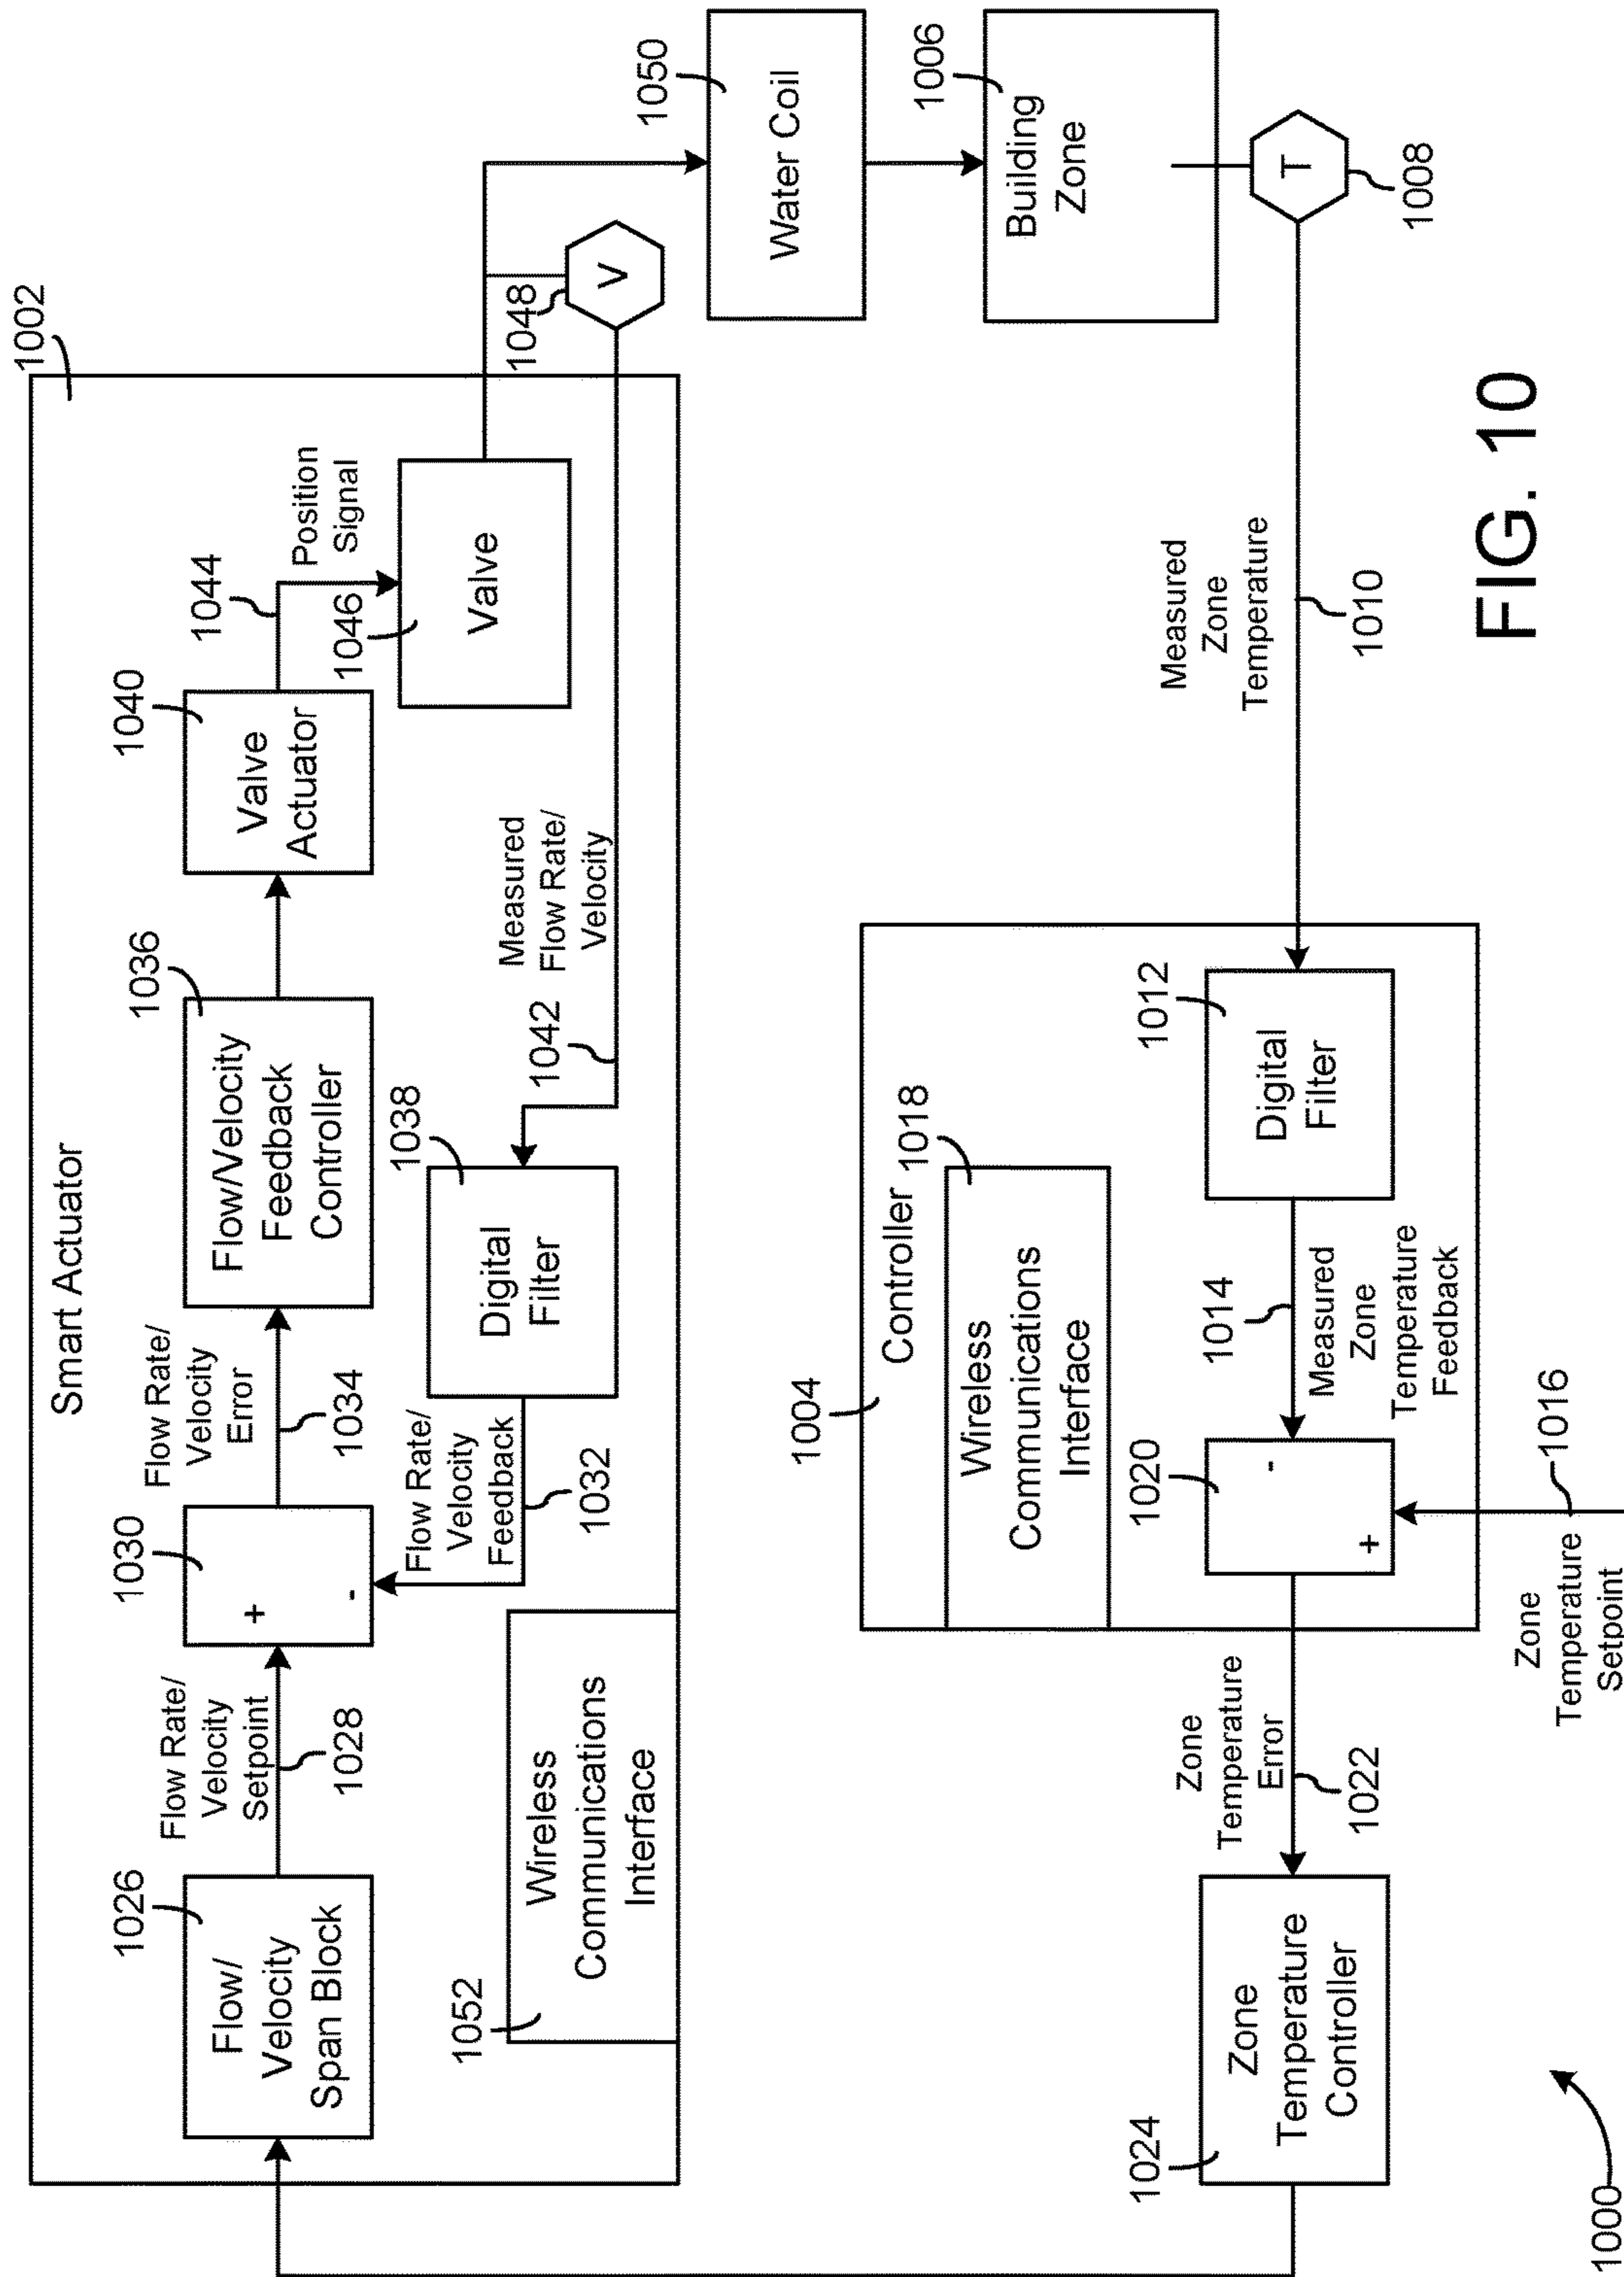 1002
Smart Actuator
1026
Flow/
Velocity
Span Block
Flow Rate/
Velocity
Setpoint
1028
1030
+
-
Flow Rate/
Velocity
Error
1034
1036
Flow/Velocity
Feedback
Controller
1040
Valve
Actuator
1044
Position
Signal
1046
Valve
1048
V
Measured
Flow Rate/
Velocity
1042
1038
Digital
Filter
Flow Rate/
Velocity
Feedback
1032
1052
Wireless
Communications
Interface
1050
Water Coil
1006
Building
Zone
T
1008
Measured
Zone
Temperature
1010
1004
Controller
1018
Wireless
Communications
Interface
1012
Digital
Filter
1014
Measured
Zone
Temperature
Feedback
1020
-
+
1016
Zone
Temperature
Setpoint
Zone
Temperature
Error
1022
1024
Zone
Temperature
Controller
1000
FIG. 10